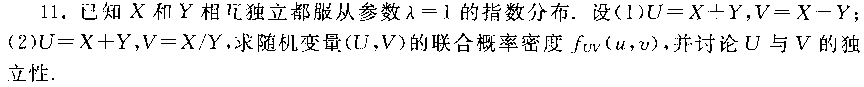 11. 已知 X 和 Y 相互独立都服从参数 λ=1 的指数分布. 设(1)U=X+Y,V=X-Y;
(2)U=X+Y,V=X/Y,求随机变量(U,V)的联合概率密度 f_{UV}(u,v),并讨论 U 与 V 的独
立性.